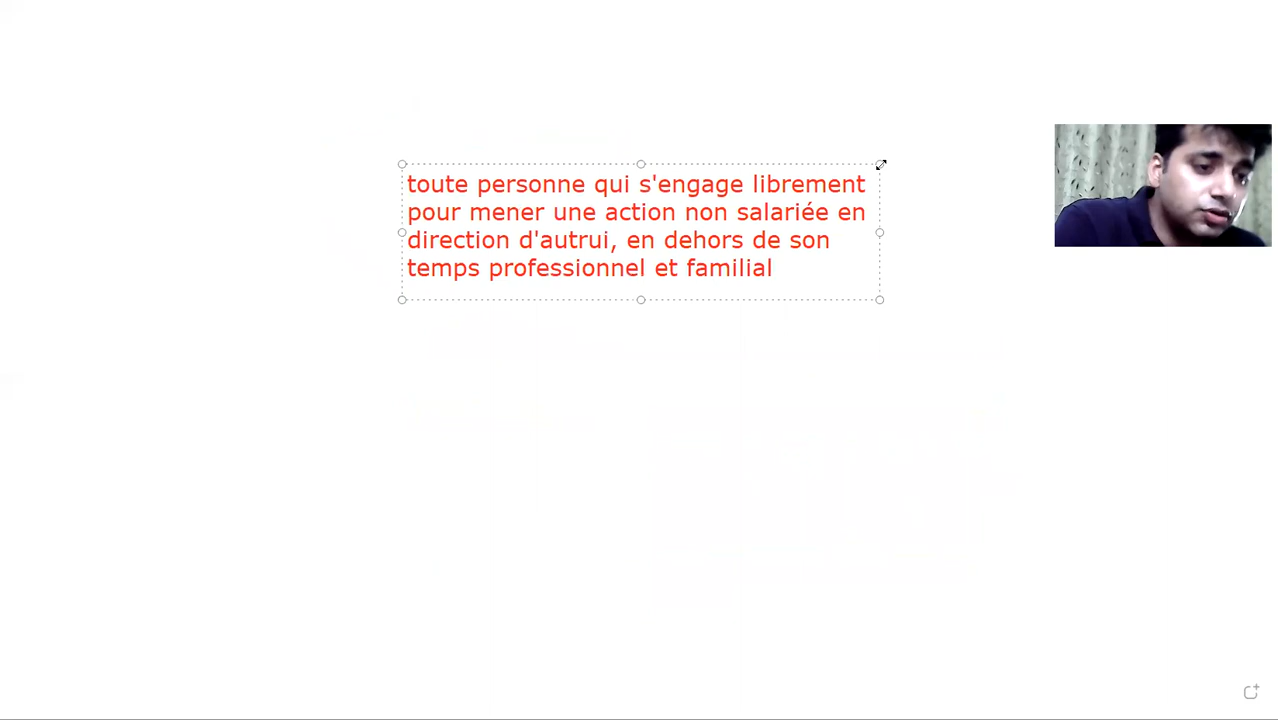 toute personne qui s'engage librement
pour mener une action non salariée en
direction d'autrui, en dehors de son
temps professionnel et familial